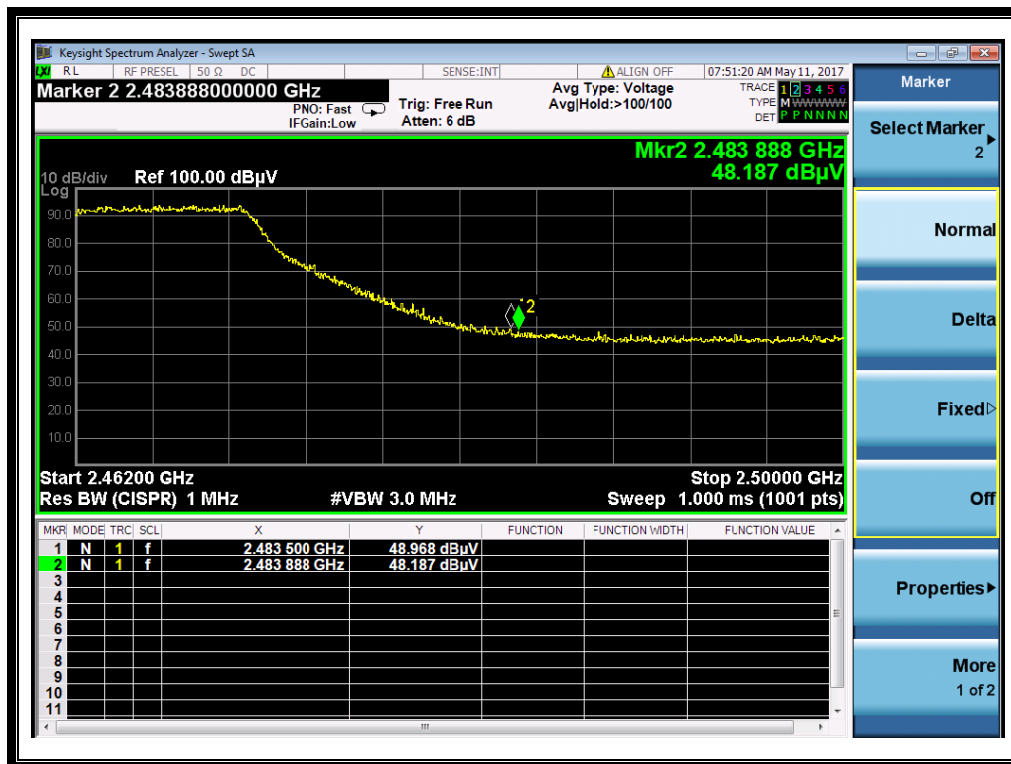 Keysight Spectrum Analyzer - Swept SA
LXI RL RF PRESEL 50 Ω DC SENSE:INT ALIGN OFF 07:51:20 AM May 11, 2017
Marker 2 2.483888000000 GHz
PNO: Fast
IFGain:Low
Trig: Free Run
Atten: 6 dB
Avg Type: Voltage
Avg|Hold:>100/100
TRACE 1 2 3 4 5 6
TYPE M WWWWW
DET P P N N N N
Mkr2 2.483 888 GHz
48.187 dBµV
10 dB/div Ref 100.00 dBµV
Log
90.0
80.0
70.0
60.0
50.0
40.0
30.0
20.0
10.0
2
Start 2.46200 GHz Stop 2.50000 GHz
Res BW (CISPR) 1 MHz #VBW 3.0 MHz Sweep 1.000 ms (1001 pts)
MKR MODE TRC SCL X Y FUNCTION FUNCTION WIDTH FUNCTION VALUE
1 N 1 f 2.483 500 GHz 48.968 dBµV
2 N 1 f 2.483 888 GHz 48.187 dBµV
3
4
5
6
7
8
9
10
11
Marker
Select Marker
2
Normal
Delta
Fixed
Off
Properties
More
1 of 2